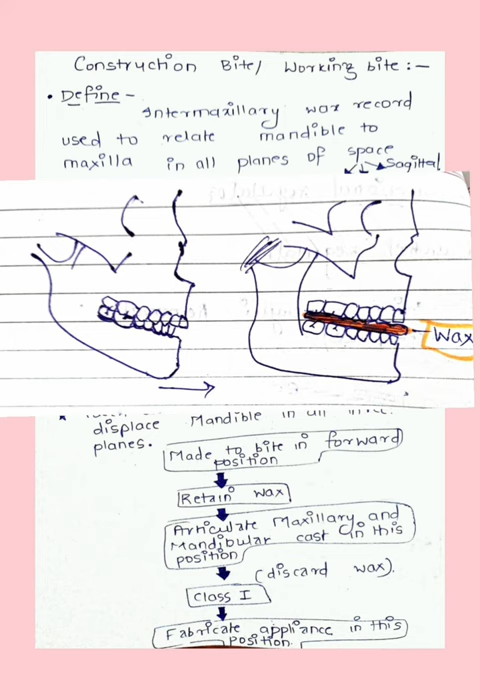 Construction Bite/ Working bite :-
• Define -
Intermaxillary wax record
used to relate mandible to
maxilla in all planes of space
Sagittal
Wax
displace Mandible in all
planes.
Made to bite in forward
position
Retain wax
Articulate Maxillary and
Mandibular cast in this
position
(discard wax).
Class I
Fabricate appliance in this
position.